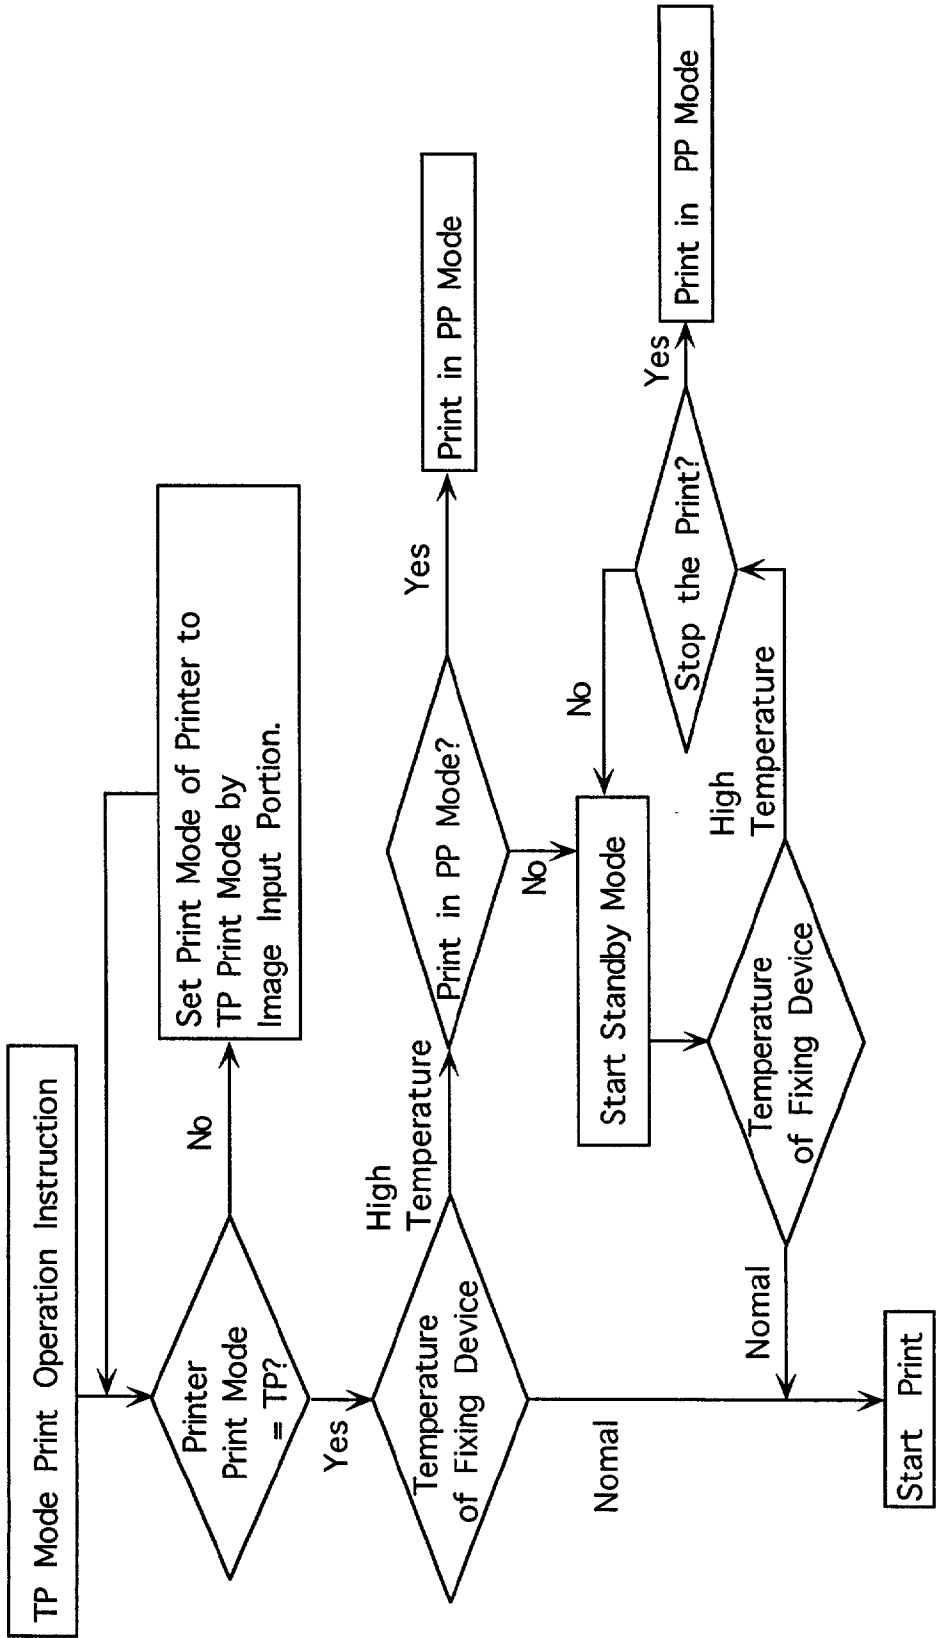 TP Mode Print Operation Instruction
Printer
Print Mode
= TP?
No
Set Print Mode of Printer to
TP Print Mode by
Image Input Portion.
Yes
Temperature
of Fixing Device
High
Temperature
Print in PP Mode?
Yes
Print in PP Mode
No
Start Standby Mode
No
Stop the Print?
Yes
Print in PP Mode
Temperature
of Fixing Device
High
Temperature
Nomal
Nomal
Start Print